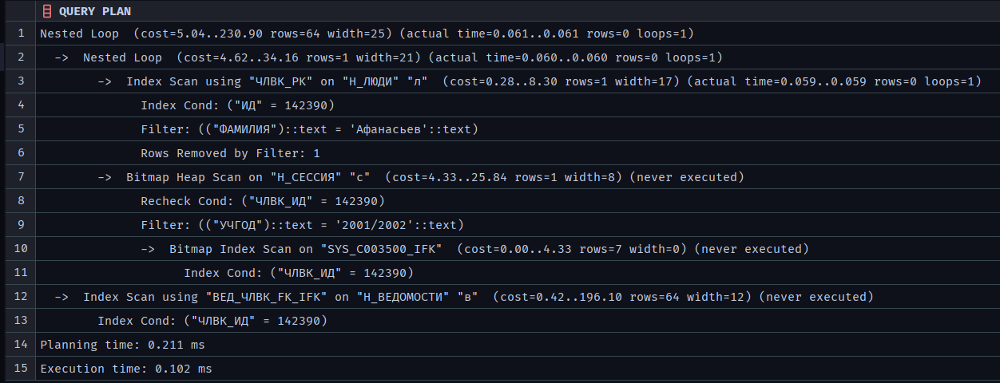 QUERY PLAN
1 Nested Loop  (cost=5.04..230.90 rows=64 width=25) (actual time=0.061..0.061 rows=0 loops=1)
2   ->  Nested Loop  (cost=4.62..34.16 rows=1 width=21) (actual time=0.060..0.060 rows=0 loops=1)
3         ->  Index Scan using "ЧЛВК_PK" on "Н_ЛЮДИ" "л"  (cost=0.28..8.30 rows=1 width=17) (actual time=0.059..0.059 rows=0 loops=1)
4               Index Cond: ("ИД" = 142390)
5               Filter: (("ФАМИЛИЯ")::text = 'Афанасьев'::text)
6               Rows Removed by Filter: 1
7         ->  Bitmap Heap Scan on "Н_СЕССИЯ" "с"  (cost=4.33..25.84 rows=1 width=8) (never executed)
8               Recheck Cond: ("ЧЛВК_ИД" = 142390)
9               Filter: (("УЧГОД")::text = '2001/2002'::text)
10               ->  Bitmap Index Scan on "SYS_C003500_IFK"  (cost=0.00..4.33 rows=7 width=0) (never executed)
11                     Index Cond: ("ЧЛВК_ИД" = 142390)
12   ->  Index Scan using "ВЕД_ЧЛВК_FK_IFK" on "Н_ВЕДОМОСТИ" "в"  (cost=0.42..196.10 rows=64 width=12) (never executed)
13         Index Cond: ("ЧЛВК_ИД" = 142390)
14 Planning time: 0.211 ms
15 Execution time: 0.102 ms